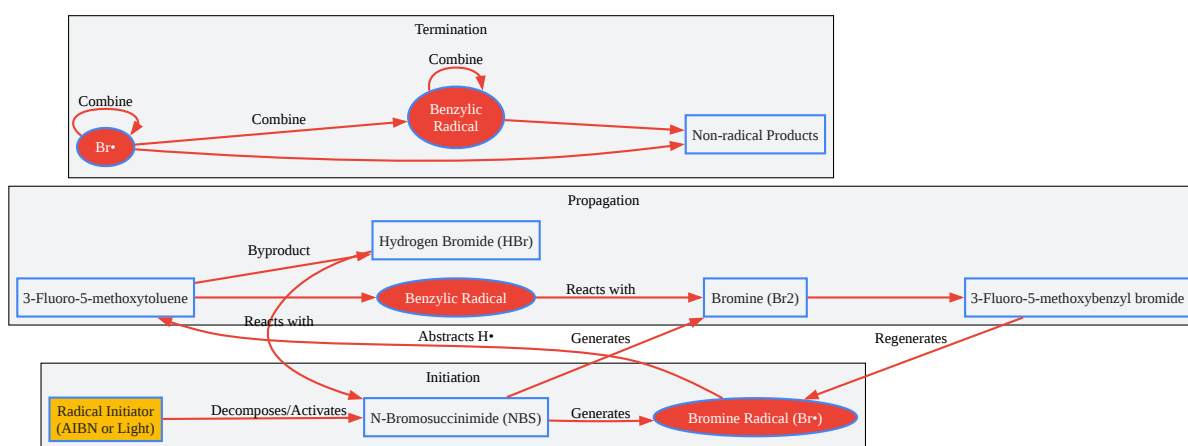 Termination
Combine
Combine
Benzylic
Radical
Combine
Br•
Non-radical Products
Propagation
Hydrogen Bromide (HBr)
Byproduct
3-Fluoro-5-methoxytoluene
Benzylic Radical
Reacts with
Bromine (Br2)
3-Fluoro-5-methoxybenzyl bromide
Reacts with
Abstracts H•
Generates
Regenerates
Initiation
Radical Initiator
(AIBN or Light)
Decomposes/Activates
N-Bromosuccinimide (NBS)
Generates
Bromine Radical (Br•)